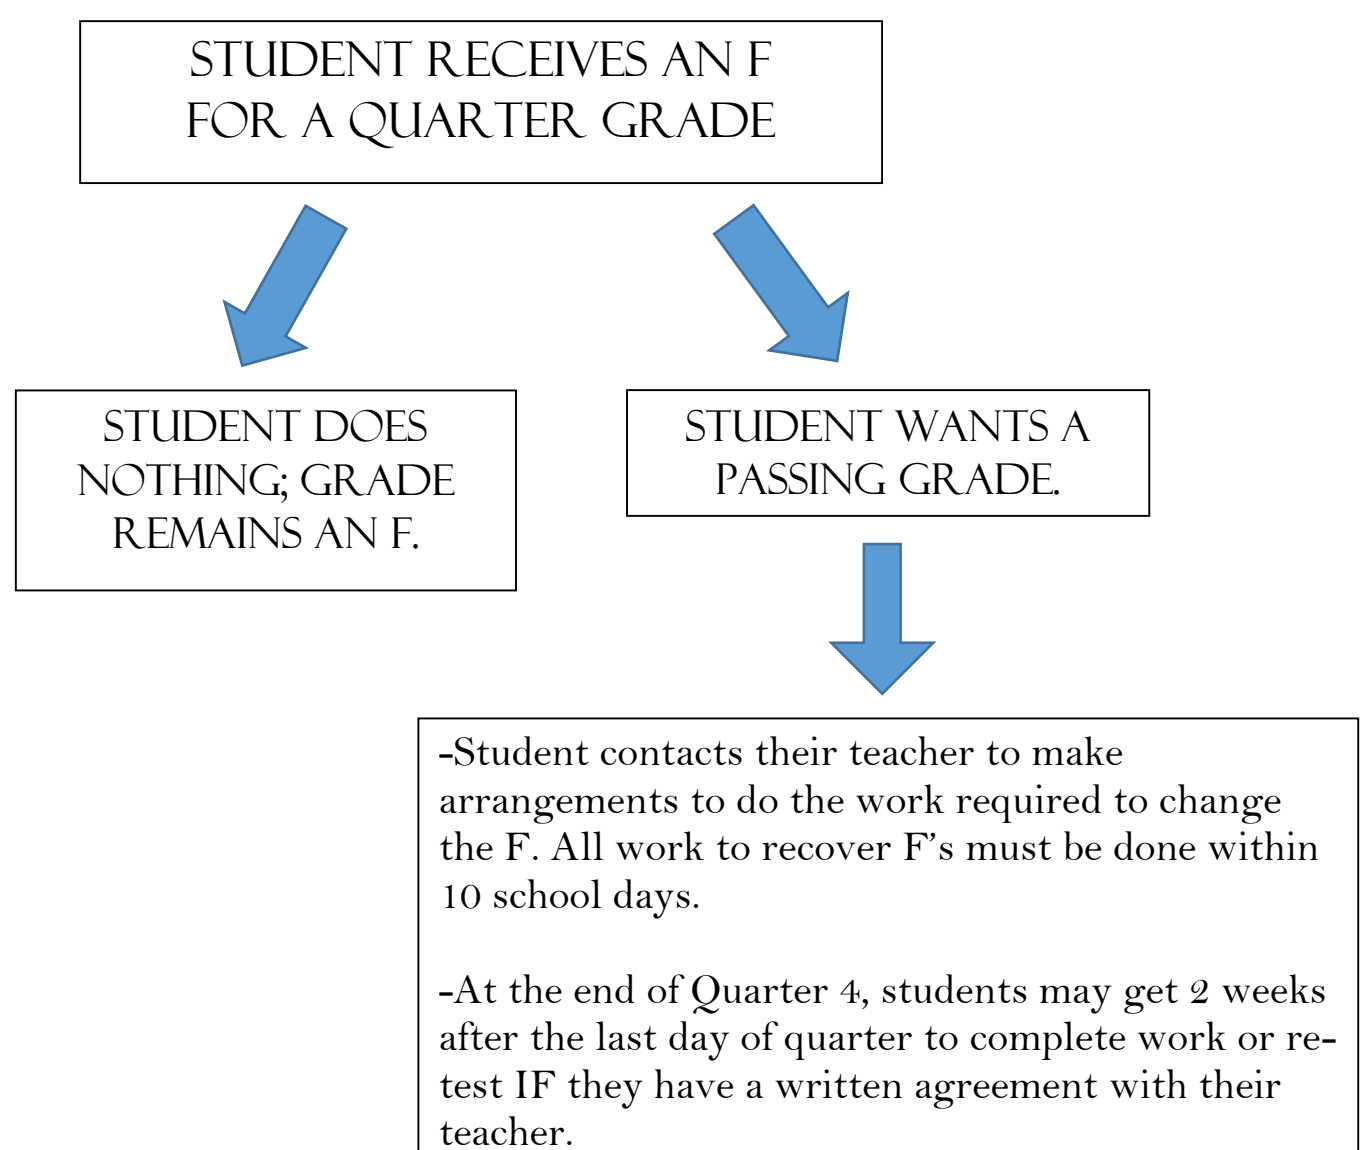 STUDENT RECEIVES AN F
FOR A QUARTER GRADE
STUDENT DOES
NOTHING; GRADE
REMAINS AN F.
STUDENT WANTS A
PASSING GRADE.
-Student contacts their teacher to make
arrangements to do the work required to change
the F. All work to recover F’s must be done within
10 school days.
-At the end of Quarter 4, students may get 2 weeks
after the last day of quarter to complete work or re-
test IF they have a written agreement with their
teacher.